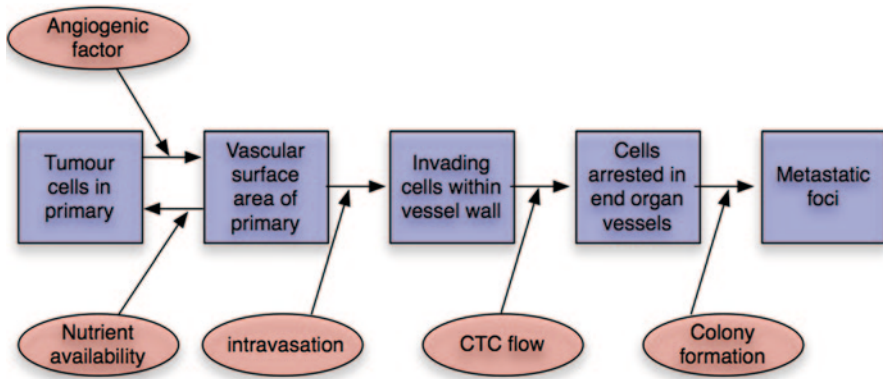 Angiogenic
factor
Tumour
cells in
primary
Vascular
surface
area of
primary
Invading
cells within
vessel wall
Cells
arrested in
end organ
vessels
Metastatic
foci
Nutrient
availability
intravasation
CTC flow
Colony
formation